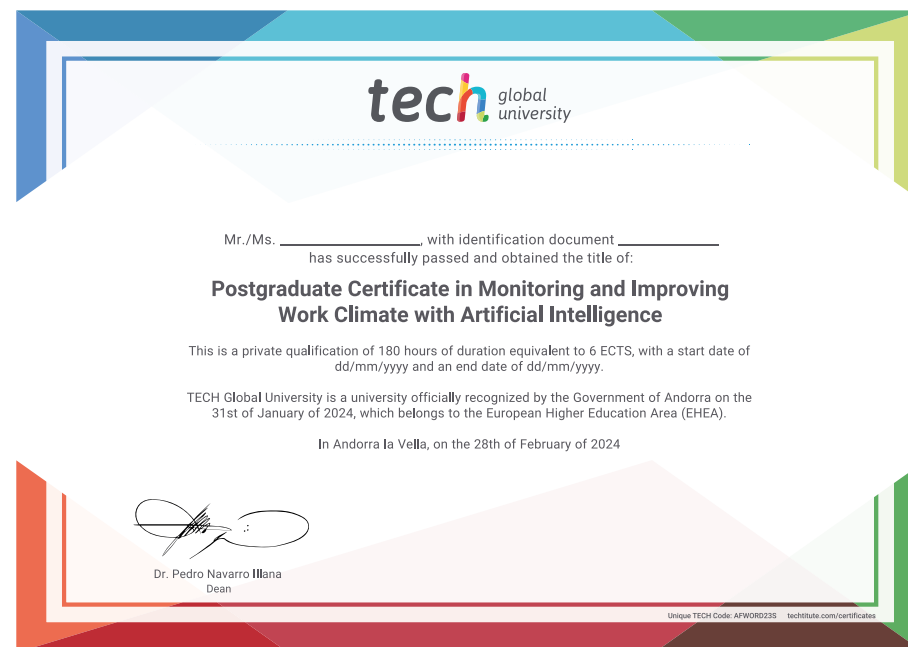 tech global
university
Mr./Ms. ____________________, with identification document ______________
has successfully passed and obtained the title of:
Postgraduate Certificate in Monitoring and Improving
Work Climate with Artificial Intelligence
This is a private qualification of 180 hours of duration equivalent to 6 ECTS, with a start date of
dd/mm/yyyy and an end date of dd/mm/yyyy.
TECH Global University is a university officially recognized by the Government of Andorra on the
31st of January of 2024, which belongs to the European Higher Education Area (EHEA).
In Andorra la Vella, on the 28th of February of 2024
Dr. Pedro Navarro Illana
Dean
Unique TECH Code: AFWORD23S techtitute.com/certificates